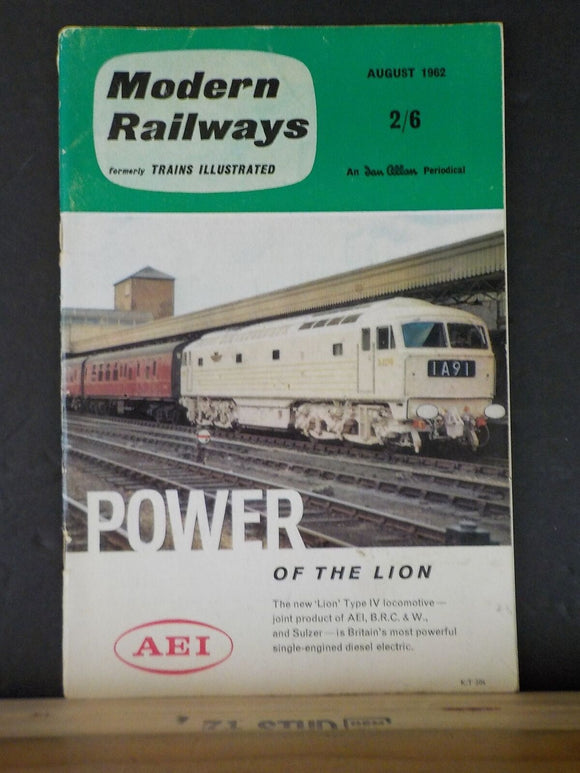 Modern
Railways
formerly TRAINS ILLUSTRATED
AUGUST 1962
2/6
An Ian Allan Periodical
1A91
POWER
OF THE LION
AEI
The new 'Lion' Type IV locomotive —
joint product of AEI, B.R.C. & W.,
and Sulzer — is Britain's most powerful
single-engined diesel electric.
STUD